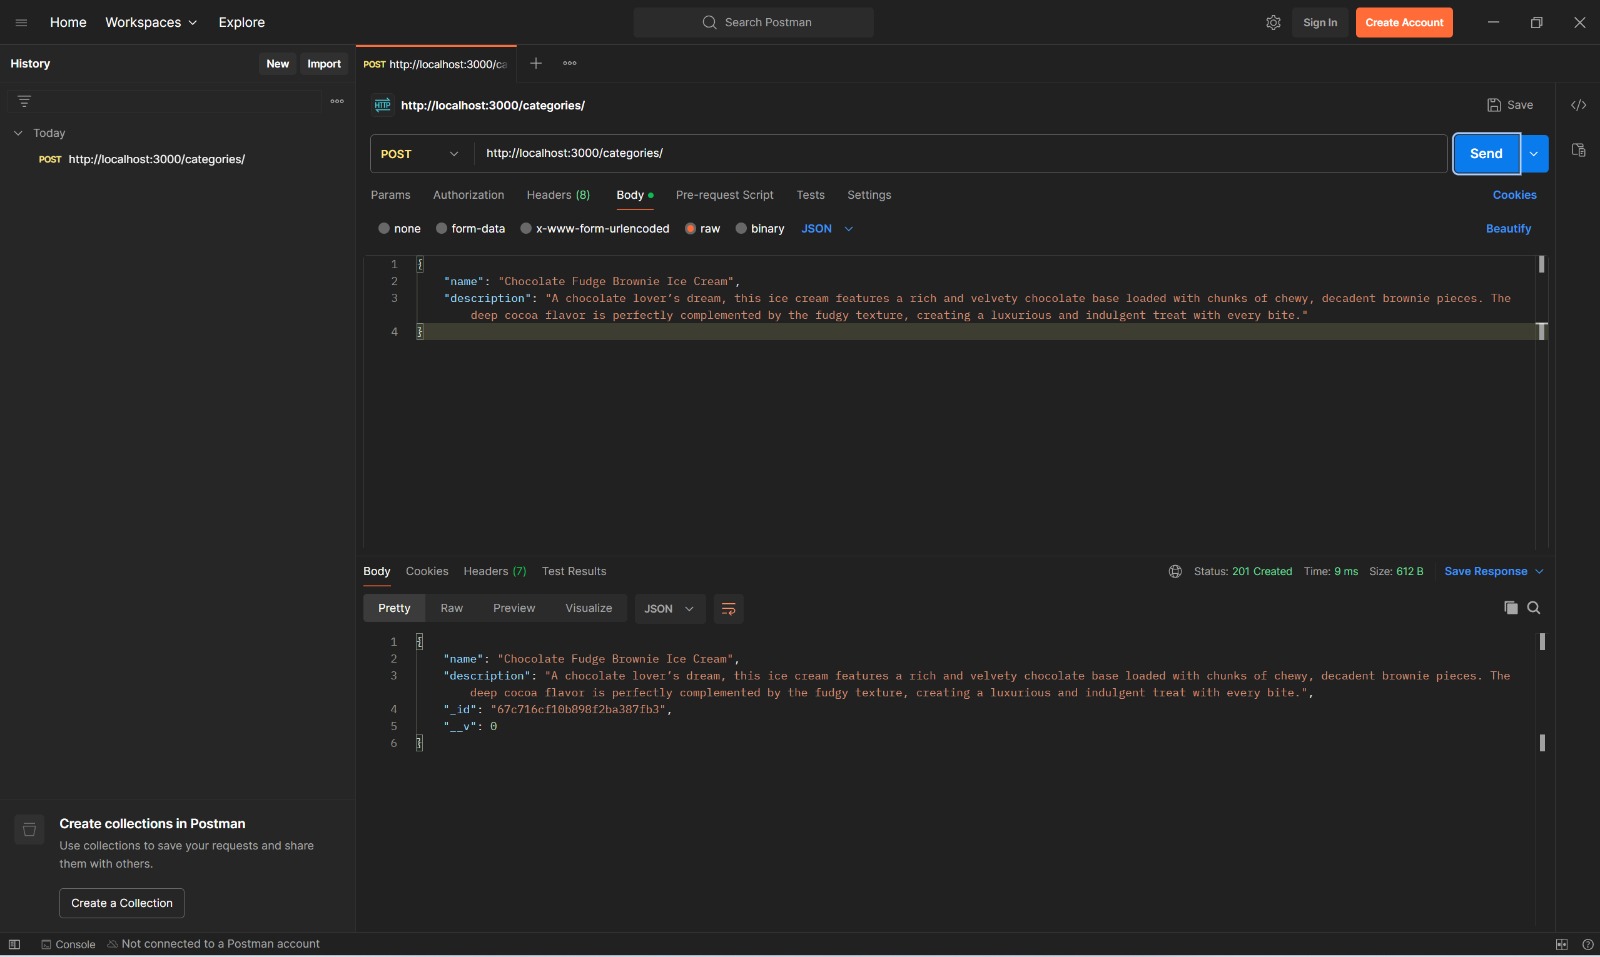 Home Workspaces Explore Search Postman Sign In Create Account
History New Import POST http://localhost:3000/ca
http://localhost:3000/categories/ Save
Today
POST http://localhost:3000/categories/
POST http://localhost:3000/categories/ Send
Params Authorization Headers (8) Body Pre-request Script Tests Settings Cookies
none form-data x-www-form-urlencoded raw binary JSON Beautify
1 {
2 "name": "Chocolate Fudge Brownie Ice Cream",
3 "description": "A chocolate lover's dream, this ice cream features a rich and velvety chocolate base loaded with chunks of chewy, decadent brownie pieces. The
deep cocoa flavor is perfectly complemented by the fudgy texture, creating a luxurious and indulgent treat with every bite."
4 }
Body Cookies Headers (7) Test Results Status: 201 Created Time: 9 ms Size: 612 B Save Response
Pretty Raw Preview Visualize JSON
1 {
2 "name": "Chocolate Fudge Brownie Ice Cream",
3 "description": "A chocolate lover's dream, this ice cream features a rich and velvety chocolate base loaded with chunks of chewy, decadent brownie pieces. The
deep cocoa flavor is perfectly complemented by the fudgy texture, creating a luxurious and indulgent treat with every bite.",
4 "_id": "67c716cf10b898f2ba387fb3",
5 "__v": 0
6 }
Create collections in Postman
Use collections to save your requests and share
them with others.
Create a Collection
Console Not connected to a Postman account